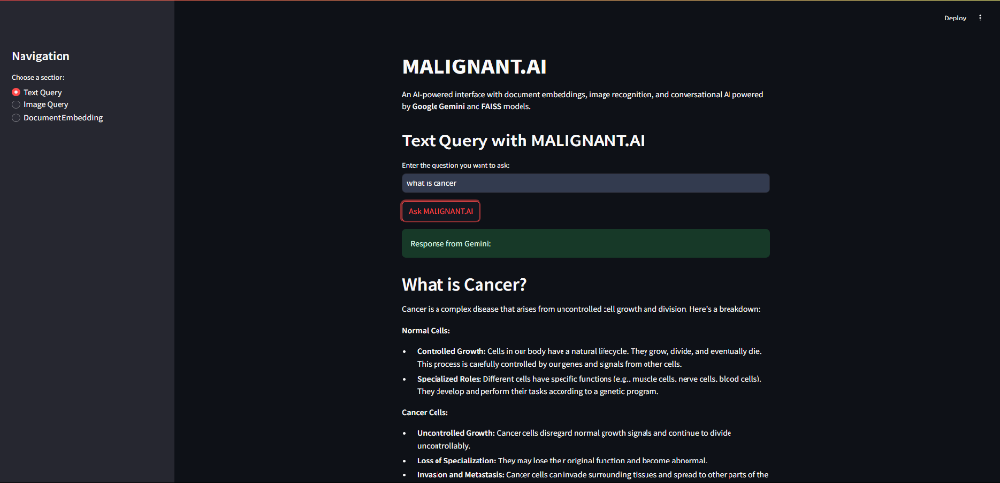 Deploy
Navigation
Choose a section:
Text Query
Image Query
Document Embedding
MALIGNANT.AI
An AI-powered interface with document embeddings, image recognition, and conversational AI powered
by Google Gemini and FAISS models.
Text Query with MALIGNANT.AI
Enter the question you want to ask:
what is cancer
Ask MALIGNANT.AI
Response from Gemini:
What is Cancer?
Cancer is a complex disease that arises from uncontrolled cell growth and division. Here's a breakdown:
Normal Cells:
• Controlled Growth: Cells in our body have a natural lifecycle. They grow, divide, and eventually die.
This process is carefully controlled by our genes and signals from other cells.
• Specialized Roles: Different cells have specific functions (e.g., muscle cells, nerve cells, blood cells).
They develop and perform their tasks according to a genetic program.
Cancer Cells:
• Uncontrolled Growth: Cancer cells disregard normal growth signals and continue to divide
uncontrollably.
• Loss of Specialization: They may lose their original function and become abnormal.
• Invasion and Metastasis: Cancer cells can invade surrounding tissues and spread to other parts of the